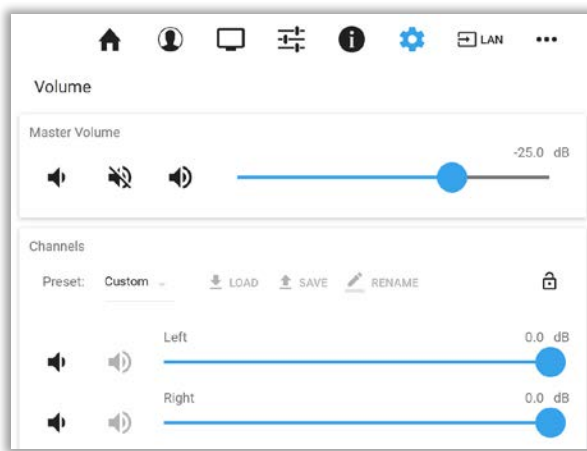 LAN
Volume
Master Volume
-25.0 dB
Channels
Preset: Custom LOAD SAVE RENAME
Left 0.0 dB
Right 0.0 dB